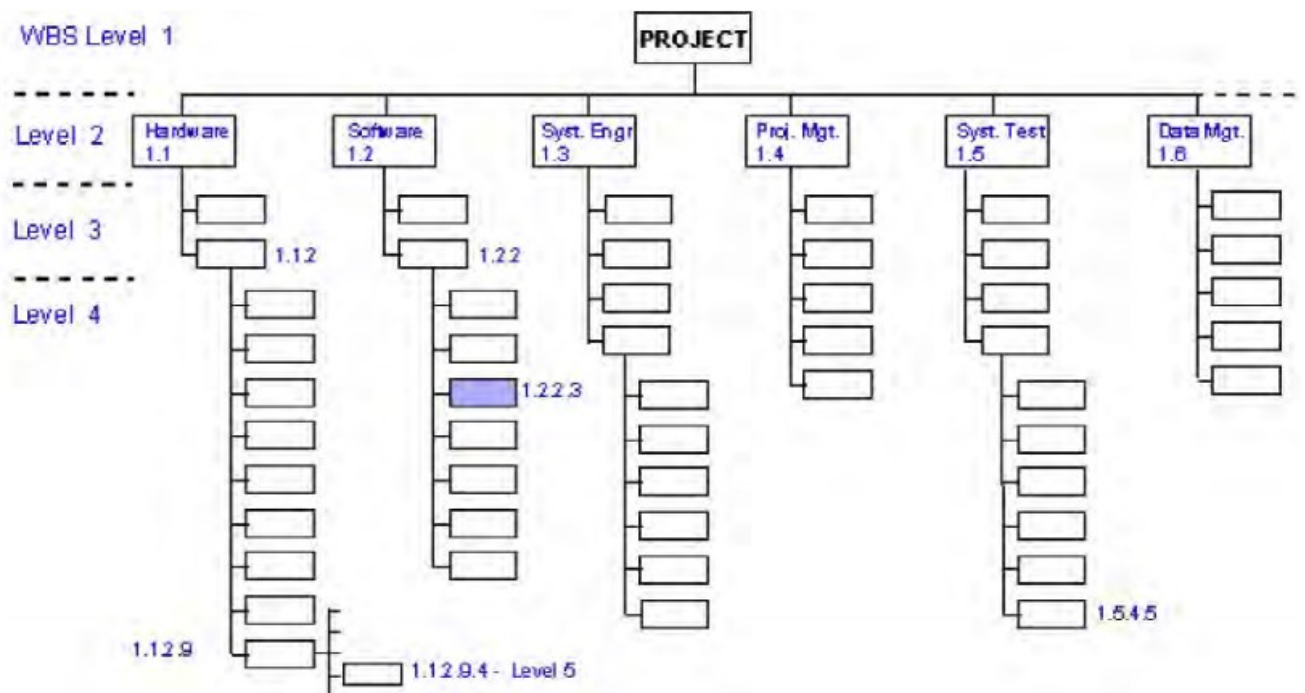 WBS Level 1
PROJECT
Level 2
Hardware
1.1
Software
1.2
Syst. Engr
1.3
Proj. Mgt.
1.4
Syst. Test
1.5
Data Mgt.
1.6
Level 3
1.1.2
1.2.2
Level 4
1.2.2.3
1.5.4.5
1.1.2.9
1.1.2.9.4 - Level 5